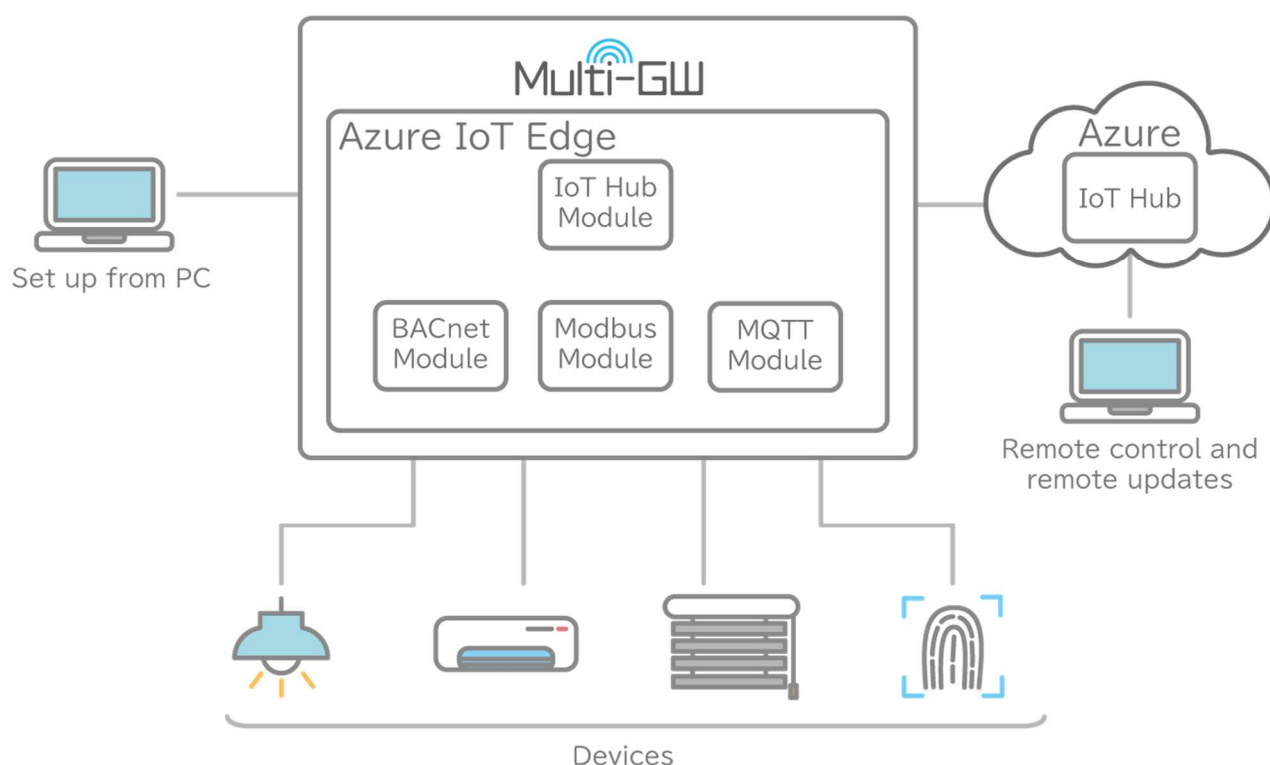 Multi-GW
Azure IoT Edge
IoT Hub
Module
BACnet
Module
Modbus
Module
MQTT
Module
Set up from PC
Azure
IoT Hub
Remote control and
remote updates
Devices